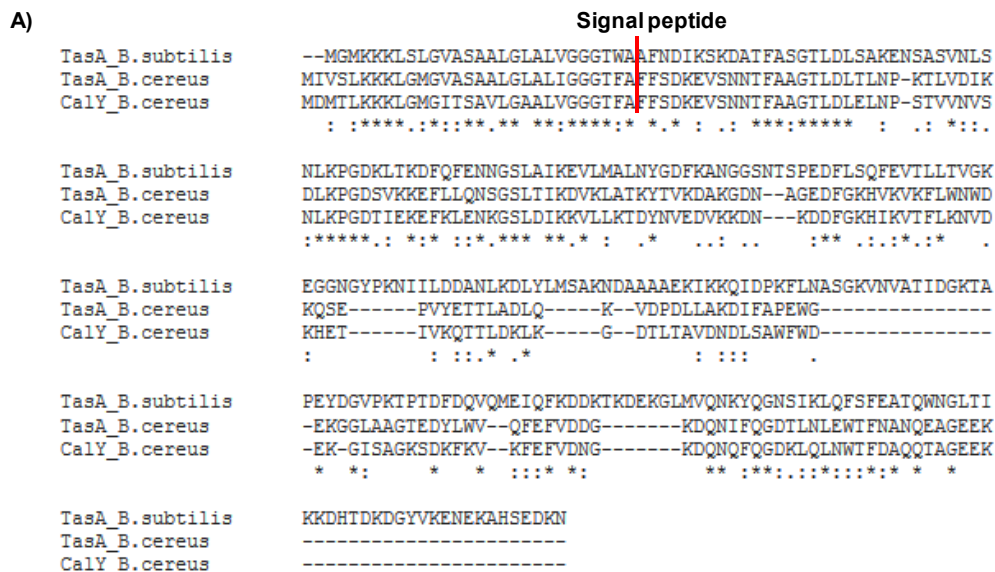 A)
Signal peptide
TasA_B.subtilis --MGMKKKLSLGVASAALGLALVGGGTWAAFNDIKSKDATFASGTLDLSAKENSASVNLS
TasA_B.cereus MIVSLKKKLGMGVASAALGLALIGGGTFAFFSDKEVSNNTFAAGTLDLTLNP-KTLVDIK
CalY_B.cereus MDMTLKKKLGMGITSAVLGAALVGGGTFAFFSDKEVSNNTFAAGTLDLELNP-STVVNVS
: :****.:*::**.** **:****:* *.* : .: ***:****** : .: *::.
TasA_B.subtilis NLKPGDKLTKDFQFENNGSLAIKEVLMALNYGDFKANGGSNTSPEDFLSQFEVTLLTVGK
TasA_B.cereus DLKPGDSVKKEFLLQNSGSLTIKDVKLATKYTVKDAKGDN--AGEDFGKHVKVKFLWNWD
CalY_B.cereus NLKPGDTIEKEFKLENKGSLDIKKVLLKTDYNVEDVKKDN---KDDFGKHIKVTFLKNVD
:*****.: *:* ::*.*** **.* : .* ..: .. :** .:.:*.:* .
TasA_B.subtilis EGGNGYPKNIILDDANLKDLYLMSAKNDAAAAEKIKKQIDPKFLNASGKVNVATIDGKTA
TasA_B.cereus KQSE------PVYETTLADLQ-----K--VDPDLLAKDIFAPEWG---------------
CalY_B.cereus KHET------IVKQTTLDKLK-----G--DTLTAVDNDLSAWFWD---------------
: : ::.* .* : ::: .
TasA_B.subtilis PEYDGVPKTPTDFDQVQMEIQFKDDKTKDEKGLMVQNKYQGNSIKLQFSFEATQWNGLTI
TasA_B.cereus -EKGGLAAGTEDYLWV--QFEFVDDG-------KDQNIFQGDTLNLEWTFNANQEAGEEK
CalY_B.cereus -EK-GISAGKSDKFKV--KFEFVDNG-------KDQNQFQGDKLQLNWTFDAQQTAGEEK
* *: * * :::* *: ** :**:.::*:::*:* * *
TasA_B.subtilis KKDHTDKDGYVKENEKAHSEDKN
TasA_B.cereus -----------------------
CalY_B.cereus -----------------------